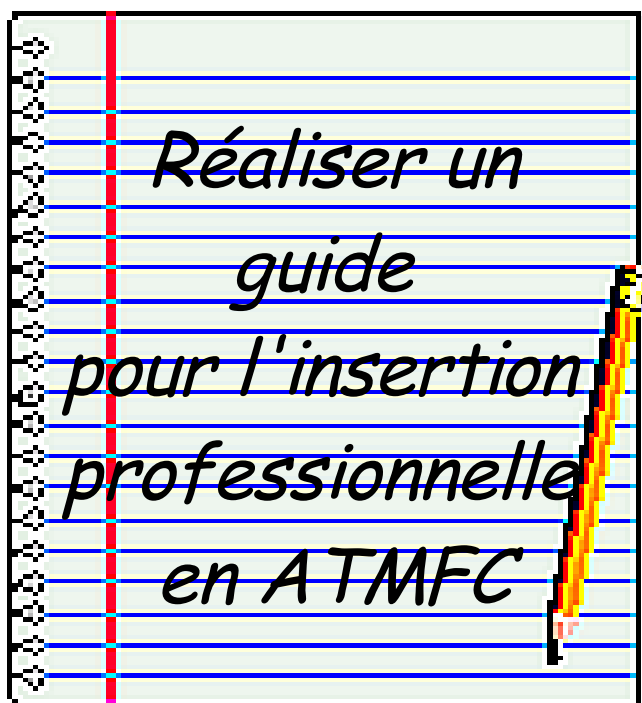 Réaliser un
guide
pour l'insertion
professionnelle
en ATMFC